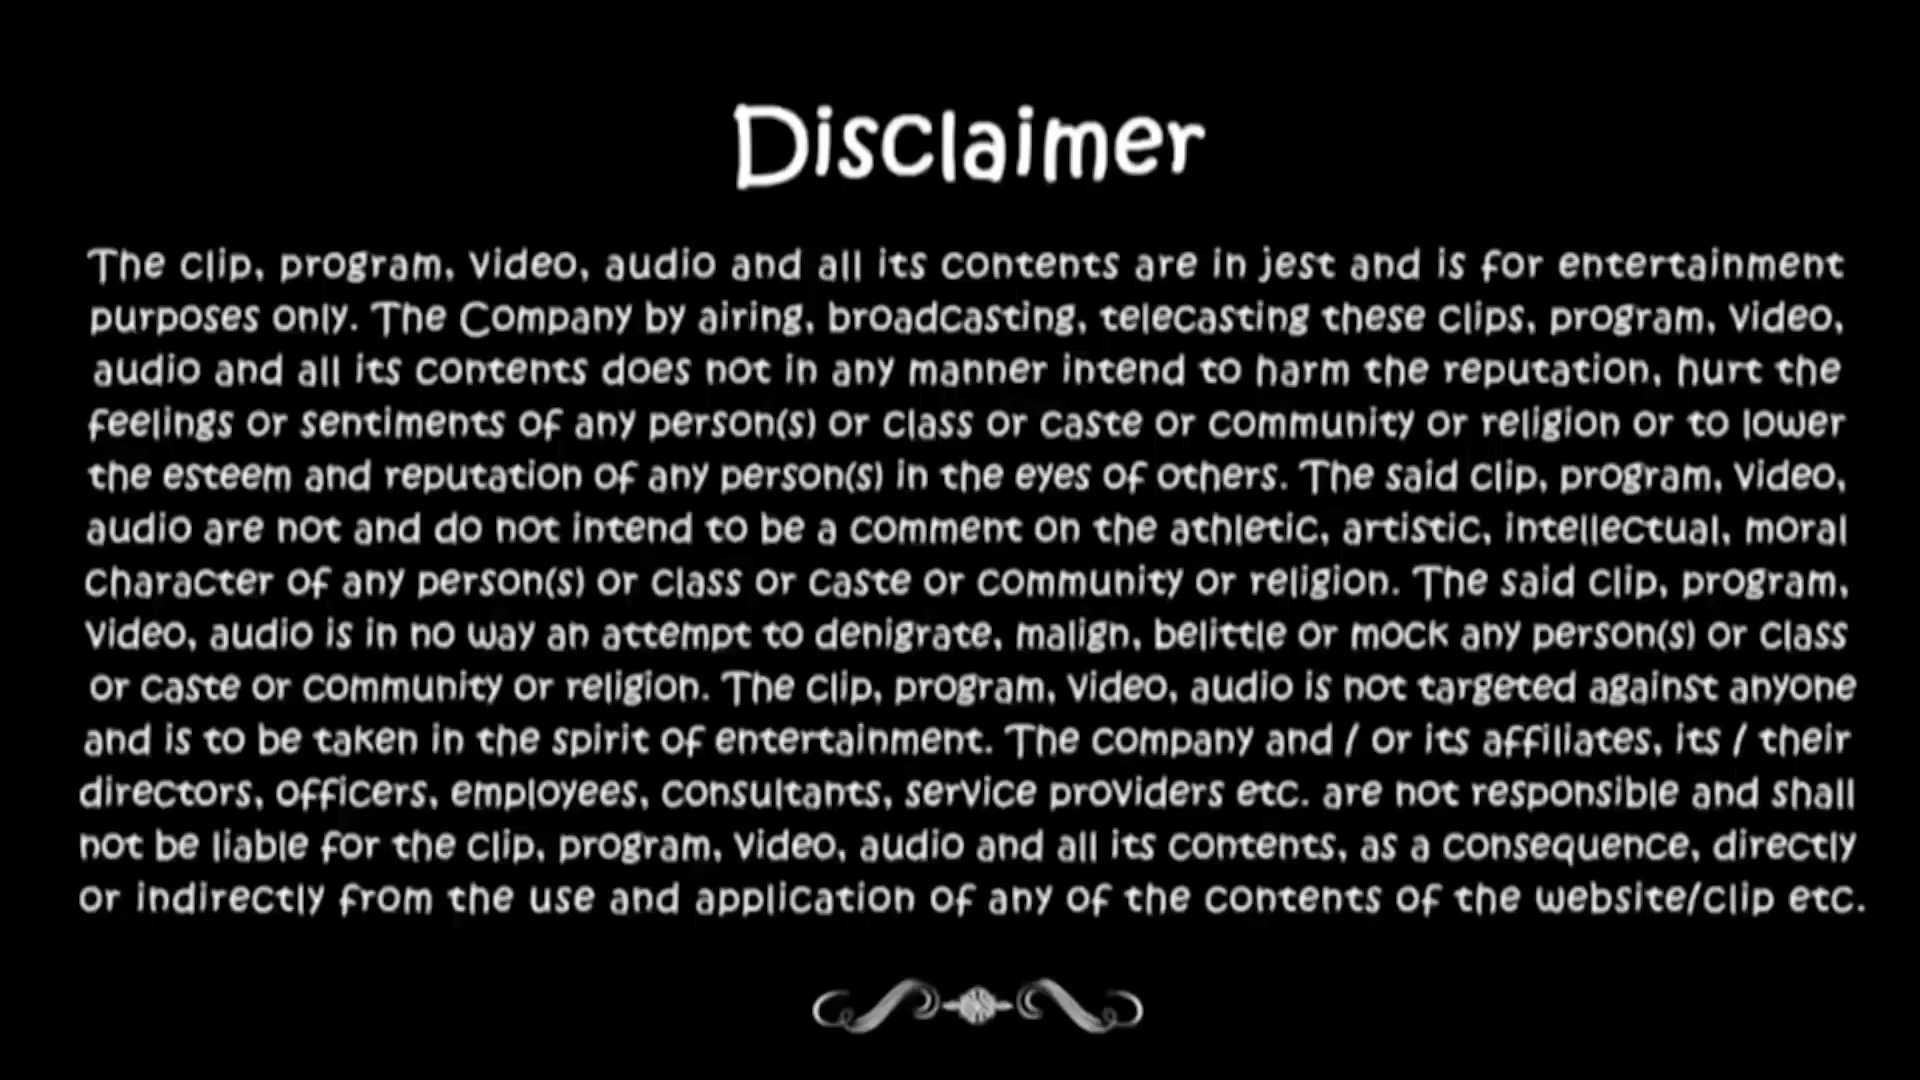 Disclaimer
The clip, program, video, audio and all its contents are in jest and is for entertainment
purposes only. The Company by airing, broadcasting, telecasting these clips, program, video,
audio and all its contents does not in any manner intend to harm the reputation, hurt the
feelings or sentiments of any person(s) or class or caste or community or religion or to lower
the esteem and reputation of any person(s) in the eyes of others. The said clip, program, video,
audio are not and do not intend to be a comment on the athletic, artistic, intellectual, moral
character of any person(s) or class or caste or community or religion. The said clip, program,
video, audio is in no way an attempt to denigrate, malign, belittle or mock any person(s) or class
or caste or community or religion. The clip, program, video, audio is not targeted against anyone
and is to be taken in the spirit of entertainment. The company and / or its affiliates, its / their
directors, officers, employees, consultants, service providers etc. are not responsible and shall
not be liable for the clip, program, video, audio and all its contents, as a consequence, directly
or indirectly from the use and application of any of the contents of the website/clip etc.